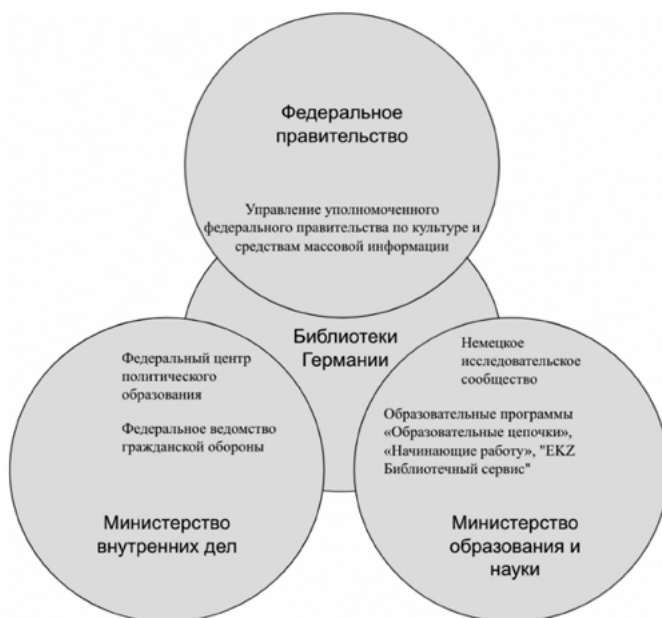 Федеральное
правительство
Управление уполномоченного
федерального правительства по культуре и
средствам массовой информации
Библиотеки
Германии
Федеральный центр
политического
образования
Федеральное ведомство
гражданской обороны
Министерство
внутренних дел
Немецкое
исследовательское
сообщество
Образовательные программы
«Образовательные цепочки»,
«Начинающие работу», "EKZ
Библиотечный сервис"
Министерство
образования и
науки